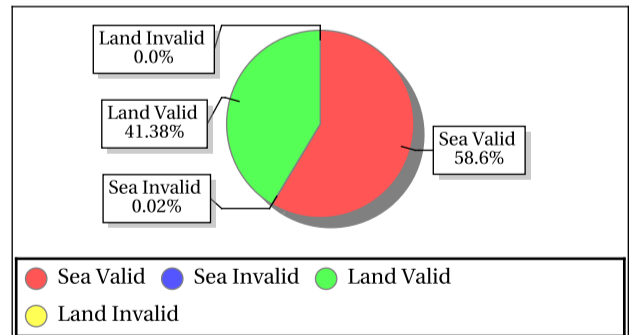 Land Invalid
0.0%
Land Valid
41.38%
Sea Valid
58.6%
Sea Invalid
0.02%
Sea Valid Sea Invalid Land Valid
Land Invalid